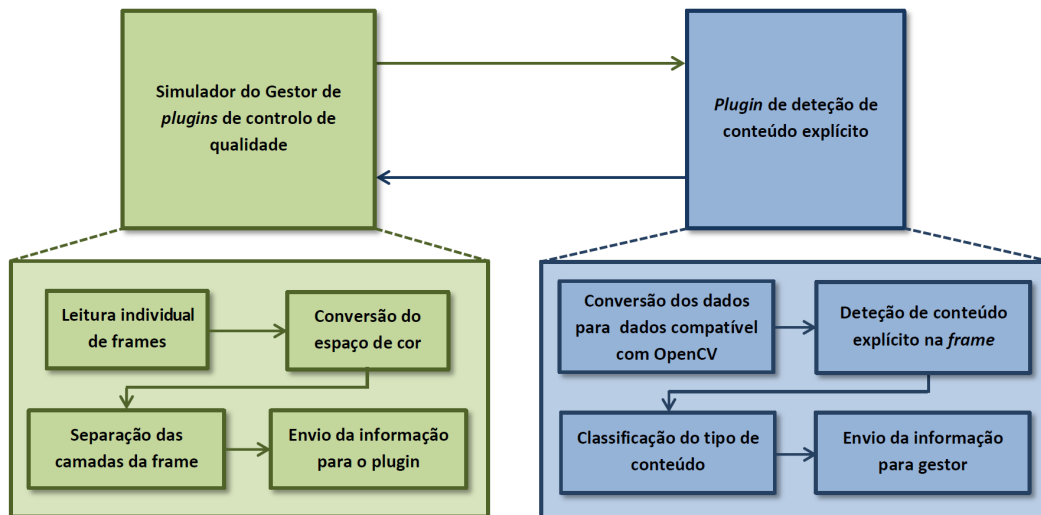 Simulador do Gestor de
plugins de controlo de
qualidade
Plugin de deteção de
conteúdo explícito
Leitura individual
de frames
Conversão do
espaço de cor
Separação das
camadas da frame
Envio da informação
para o plugin
Conversão dos dados
para dados compatível
com OpenCV
Deteção de conteúdo
explícito na frame
Classificação do tipo de
conteúdo
Envio da informação
para gestor